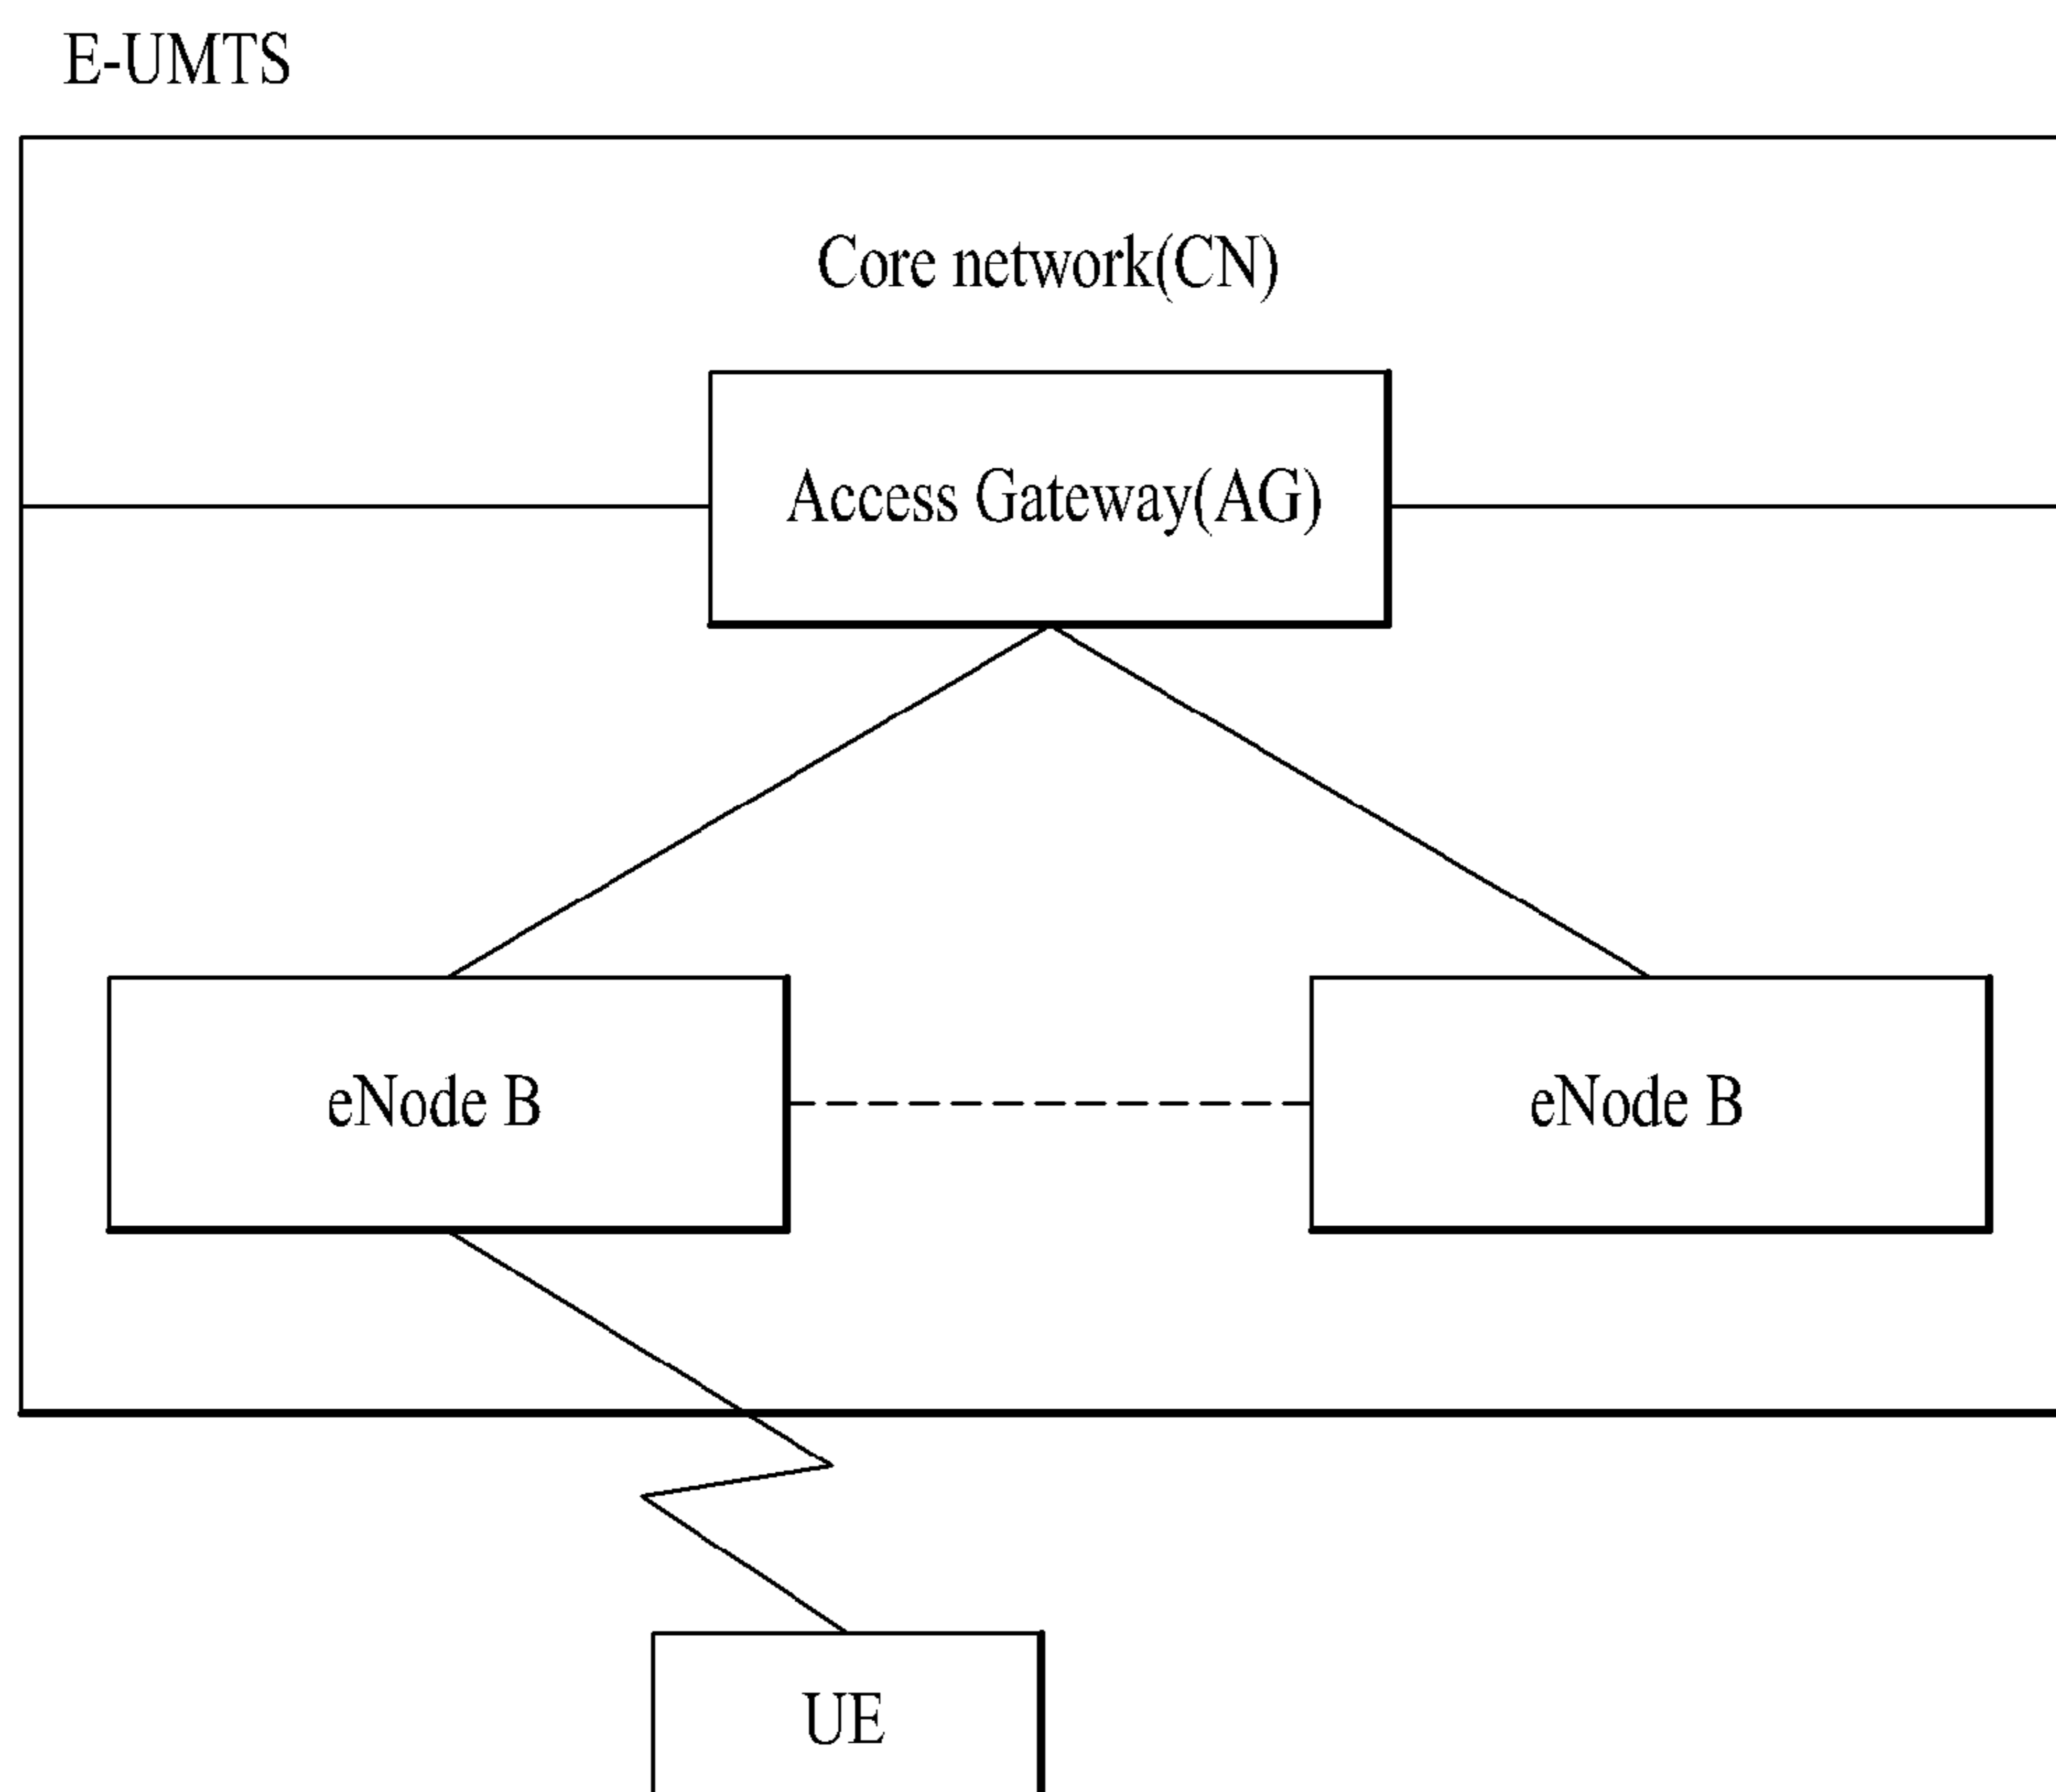 E-UMTS
Core network(CN)
Access Gateway(AG)
eNode B
eNode B
UE